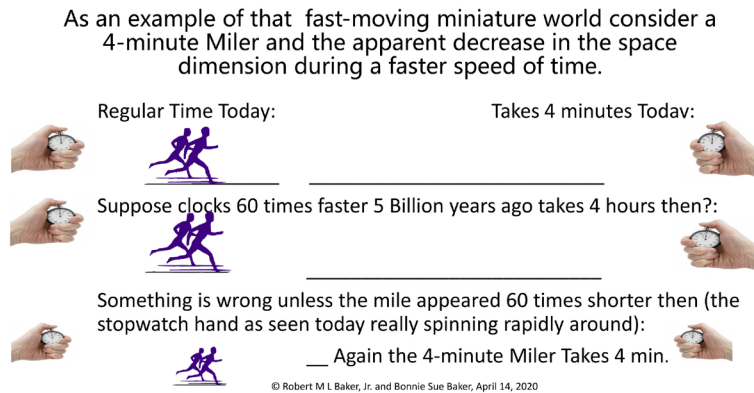 As an example of that fast-moving miniature world consider a
4-minute Miler and the apparent decrease in the space
dimension during a faster speed of time.
Regular Time Today: Takes 4 minutes Today:
Suppose clocks 60 times faster 5 Billion years ago takes 4 hours then?:
Something is wrong unless the mile appeared 60 times shorter then (the
stopwatch hand as seen today really spinning rapidly around):
__ Again the 4-minute Miler Takes 4 min.
© Robert M L Baker, Jr. and Bonnie Sue Baker, April 14, 2020